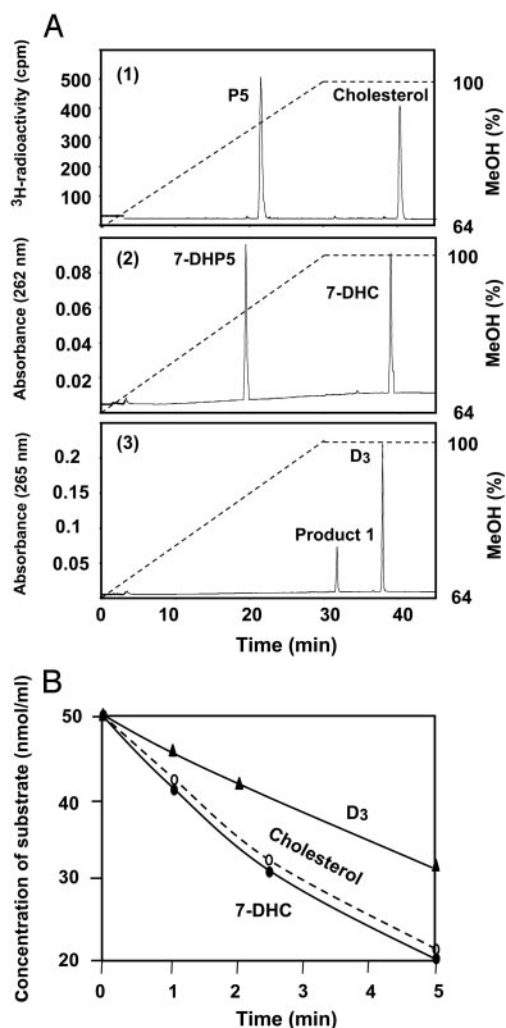 A
(1)
500
400
300
200
100
³H-radioactivity (cpm)
P5
Cholesterol
100
64
MeOH (%)
(2)
0.08
0.06
0.04
0.02
Absorbance (262 nm)
7-DHP5
7-DHC
100
64
MeOH (%)
(3)
0.2
0.15
0.1
0.05
Absorbance (265 nm)
Product 1
D₃
100
64
MeOH (%)
0 10 20 30 40
Time (min)
B
50
40
30
20
Concentration of substrate (nmol/ml)
D₃
Cholesterol
7-DHC
0 1 2 3 4 5
Time (min)